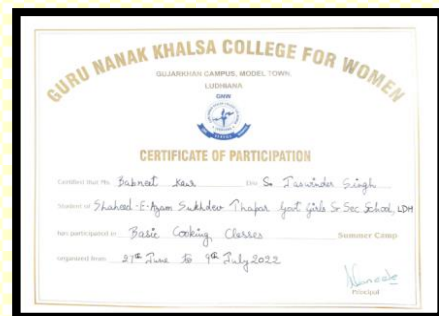 GURU NANAK KHALSA COLLEGE FOR WOMEN
GUJARKHAN CAMPUS, MODEL TOWN,
LUDHIANA
GNKW
CERTIFICATE OF PARTICIPATION
Certified that Ms. Babneet Kaur D/o S. Jaswinder Singh
Student of Shaheed-E-Azam Sukhdev Thapar Govt Girls Sr Sec School, LDH
has participated in Basic Cooking Classes Summer Camp
organized from 27th June to 9th July 2022
Principal